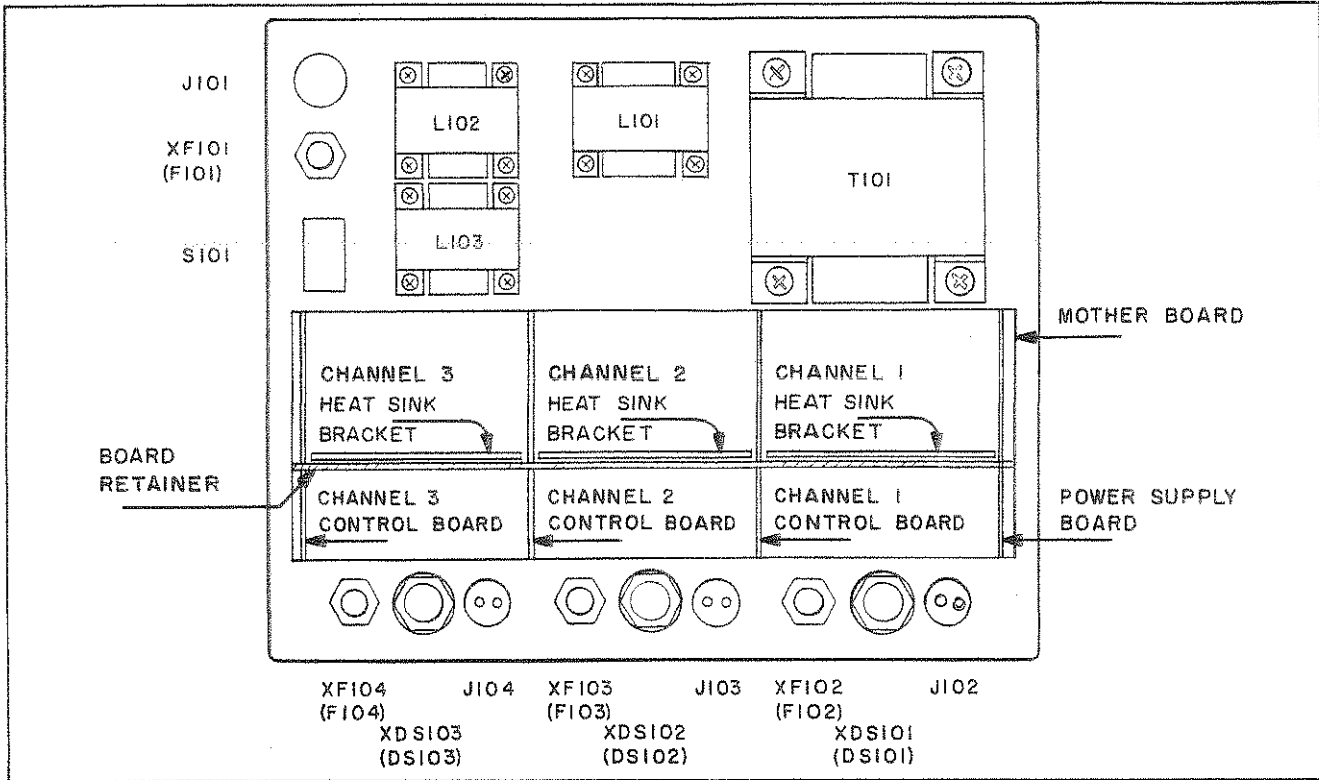 J101
XF101
(F101)
S101
L102
L101
L103
T101
MOTHER BOARD
CHANNEL 3
HEAT SINK
BRACKET
CHANNEL 2
HEAT SINK
BRACKET
CHANNEL 1
HEAT SINK
BRACKET
BOARD
RETAINER
CHANNEL 3
CONTROL BOARD
CHANNEL 2
CONTROL BOARD
CHANNEL 1
CONTROL BOARD
POWER SUPPLY
BOARD
XF104
(F104)
J104
XF103
(F103)
J103
XF102
(F102)
J102
XDS103
(DS103)
XDS102
(DS102)
XDS101
(DS101)